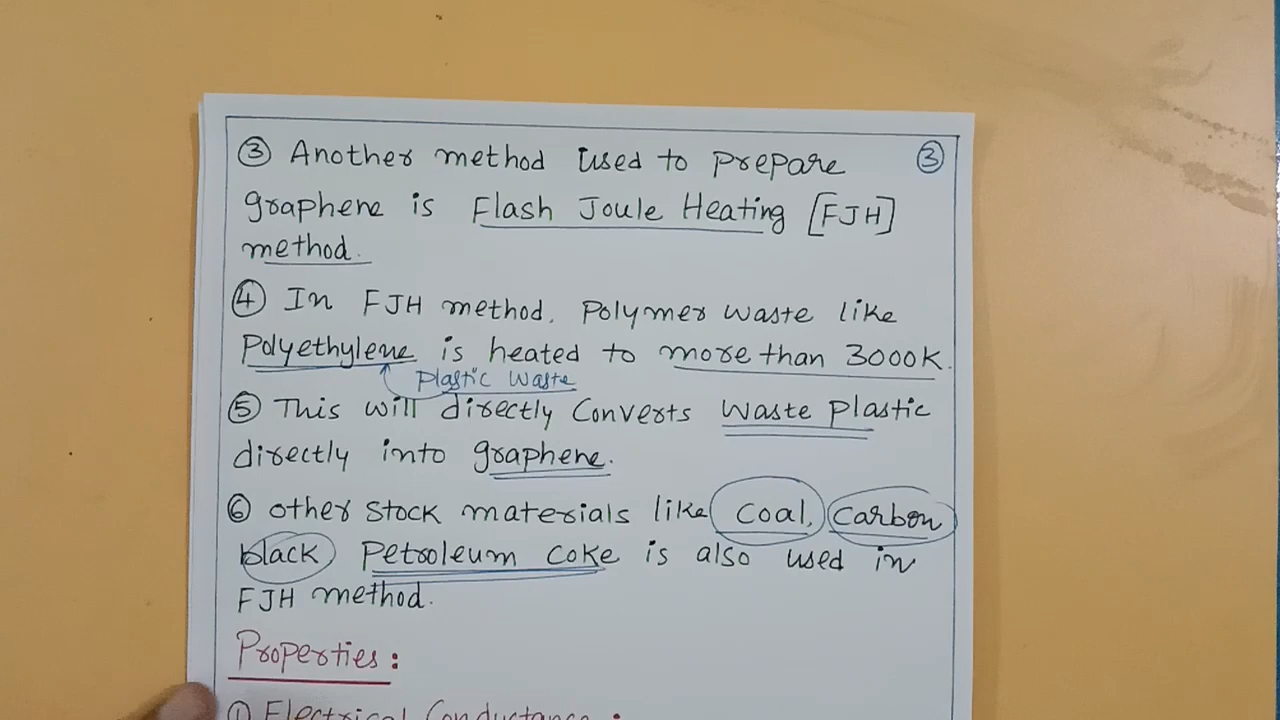 ③ Another method used to prepare ③
graphene is Flash Joule Heating [FJH]
method.
④ In FJH method, Polymer waste like
Polyethylene is heated to more than 3000K.
Plastic Waste
⑤ This will directly Converts waste plastic
directly into graphene.
⑥ other stock materials like coal, carbon
black Petroleum coke is also used in
FJH method.
Properties :
① Electrical Conductance :